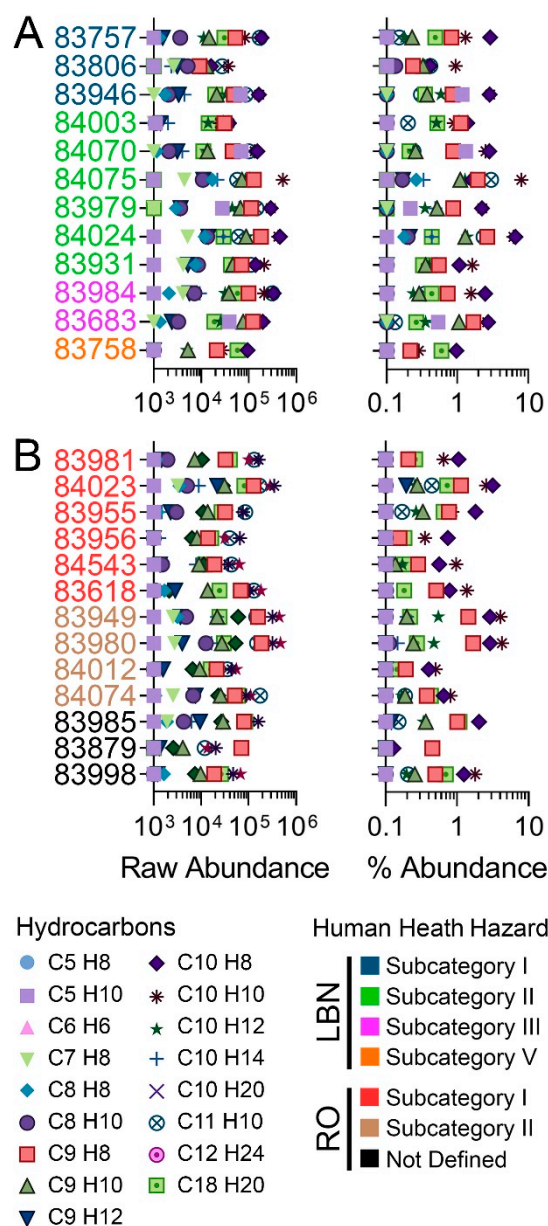 A
83757
83806
83946
84003
84070
84075
83979
84024
83931
83984
83683
83758
10³ 10⁴ 10⁵ 10⁶ 0.1 1 10
B
83981
84023
83955
83956
84543
83618
83949
83980
84012
84074
83985
83879
83998
10³ 10⁴ 10⁵ 10⁶ 0.1 1 10
Raw Abundance % Abundance
Hydrocarbons
C5 H8
C5 H10
C6 H6
C7 H8
C8 H8
C8 H10
C9 H8
C9 H10
C9 H12
C10 H8
C10 H10
C10 H12
C10 H14
C10 H20
C11 H10
C12 H24
C18 H20
Human Heath Hazard
LBN
Subcategory I
Subcategory II
Subcategory III
Subcategory V
RO
Subcategory I
Subcategory II
Not Defined